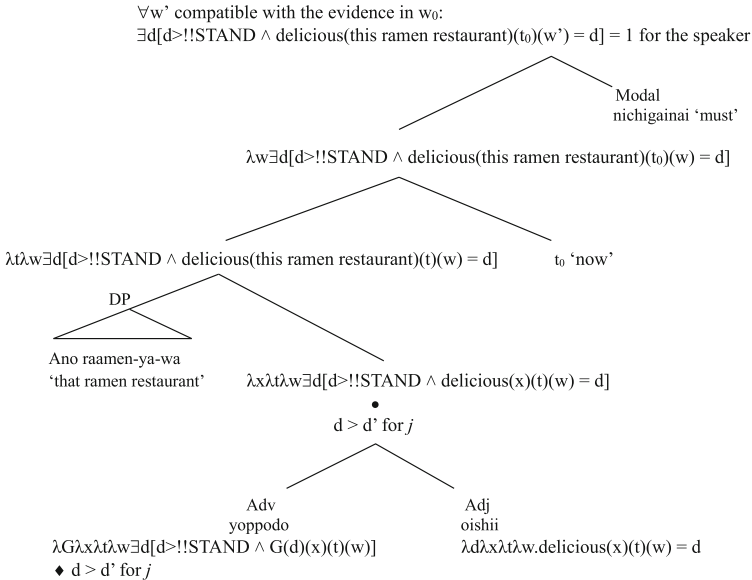 ∀w’ compatible with the evidence in w₀:
∃d[d>!!STAND ∧ delicious(this ramen restaurant)(t₀)(w’) = d] = 1 for the speaker
Modal
nichigainai ‘must’
λw∃d[d>!!STAND ∧ delicious(this ramen restaurant)(t₀)(w) = d]
λtλw∃d[d>!!STAND ∧ delicious(this ramen restaurant)(t)(w) = d]
t₀ ‘now’
DP
Ano raamen-ya-wa
‘that ramen restaurant’
λxλtλw∃d[d>!!STAND ∧ delicious(x)(t)(w) = d]
•
d > d’ for j
Adv
yoppodo
λGλxλtλw∃d[d>!!STAND ∧ G(d)(x)(t)(w)]
♦ d > d’ for j
Adj
oishii
λdλxλtλw.delicious(x)(t)(w) = d